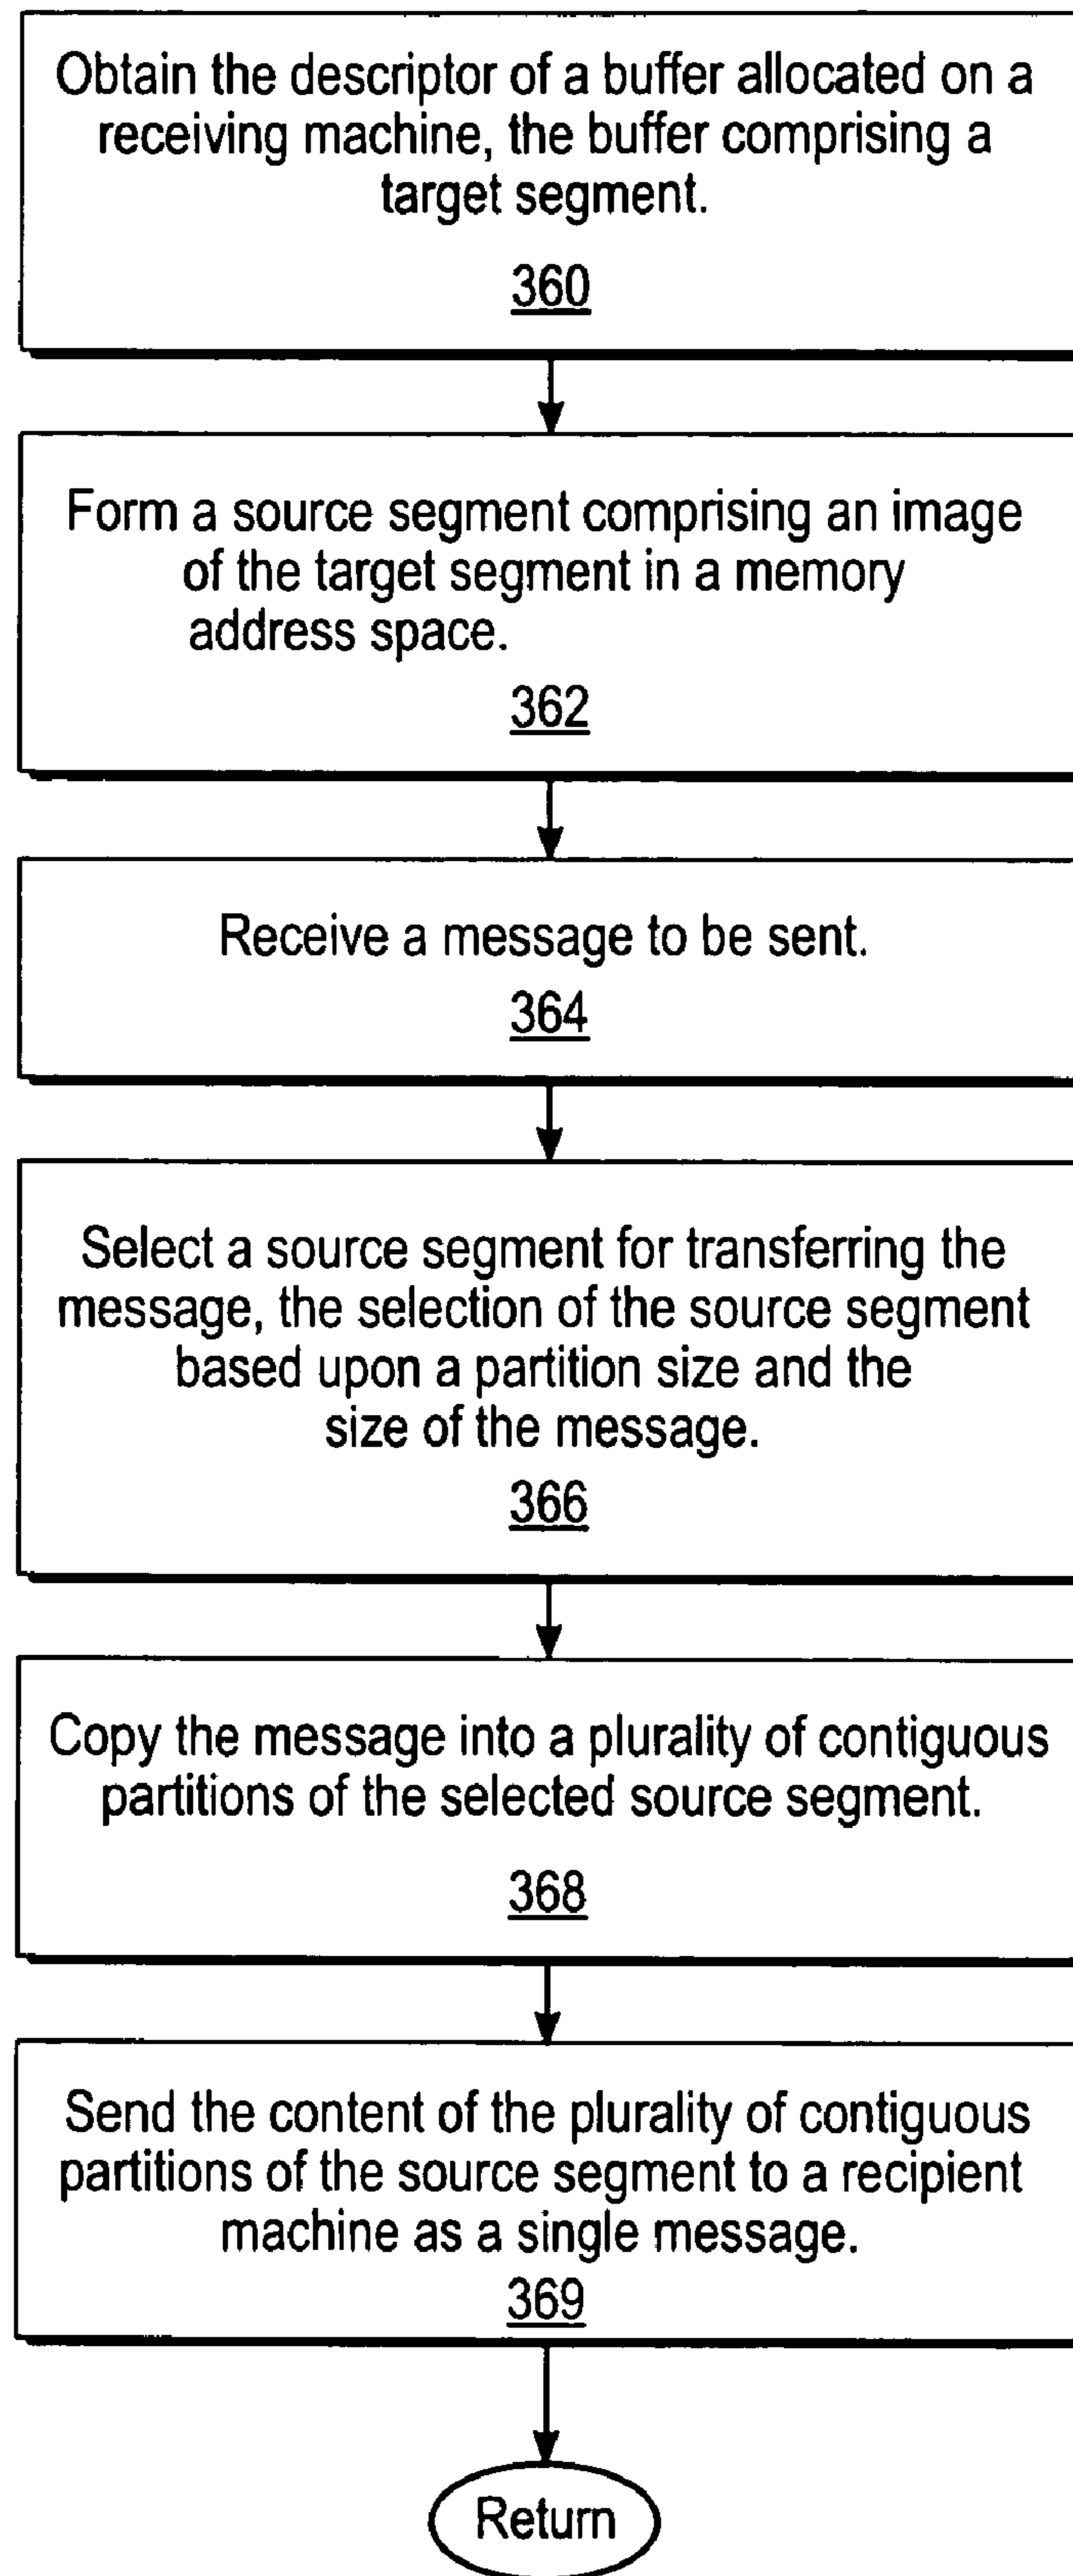 Obtain the descriptor of a buffer allocated on a
receiving machine, the buffer comprising a
target segment.
360
Form a source segment comprising an image
of the target segment in a memory
address space.
362
Receive a message to be sent.
364
Select a source segment for transferring the
message, the selection of the source segment
based upon a partition size and the
size of the message.
366
Copy the message into a plurality of contiguous
partitions of the selected source segment.
368
Send the content of the plurality of contiguous
partitions of the source segment to a recipient
machine as a single message.
369
Return